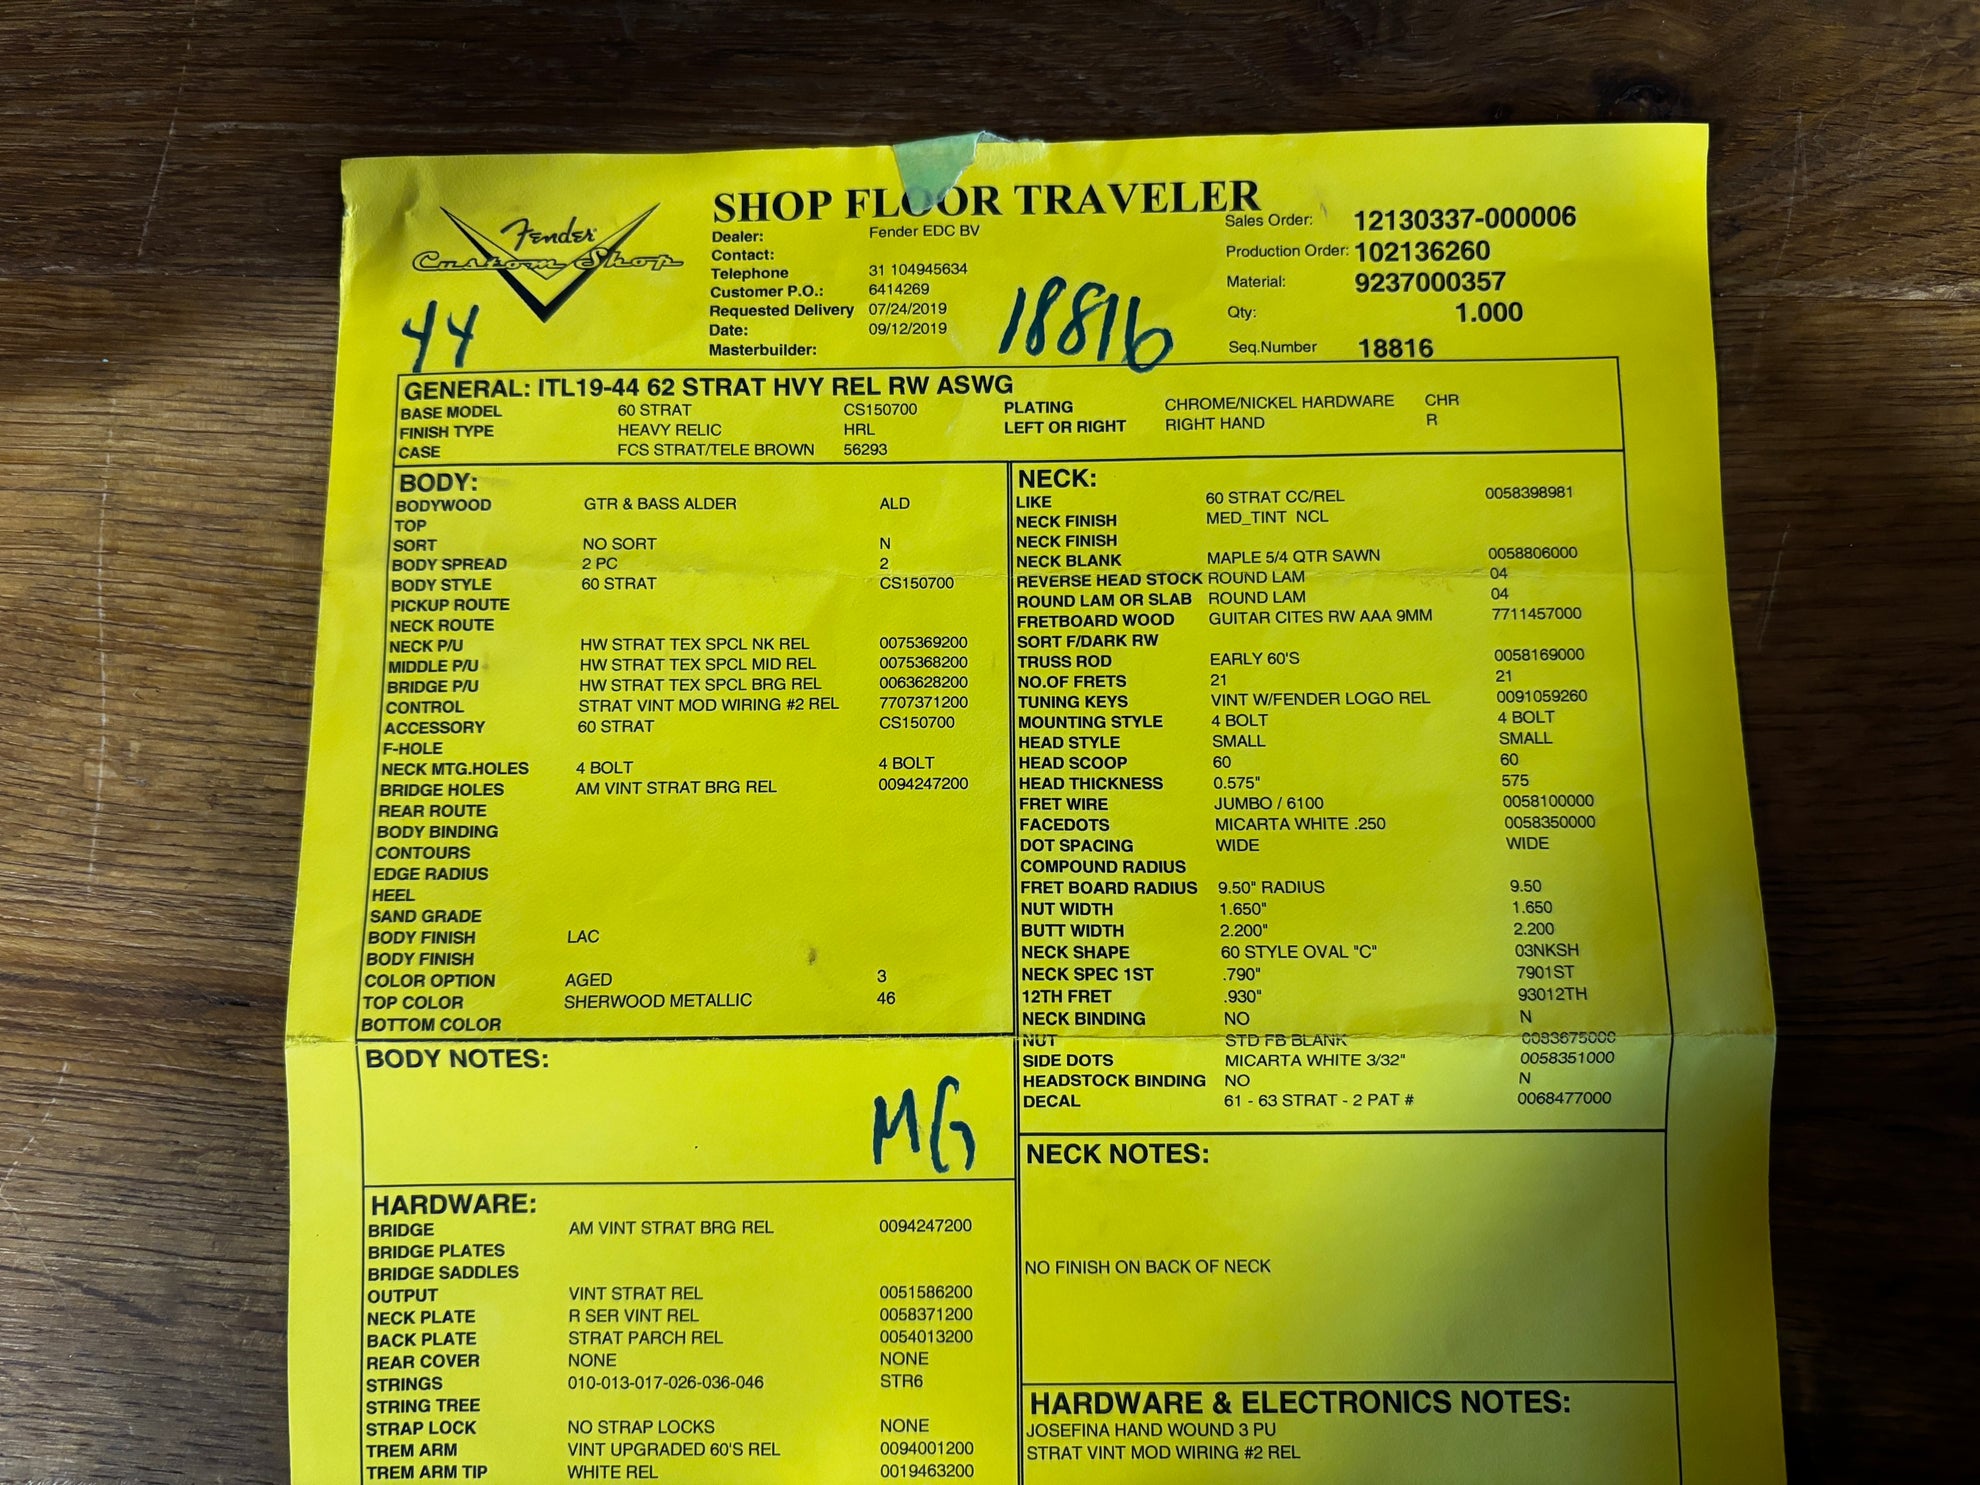 SHOP FLOOR TRAVELER
Fender
Custom Shop
44
Dealer: Fender EDC BV
Contact:
Telephone 31 104945634
Customer P.O.: 6414269
Requested Delivery 07/24/2019
Date: 09/12/2019
Masterbuilder:
18816
Sales Order: 12130337-000006
Production Order: 102136260
Material: 9237000357
Qty: 1.000
Seq.Number 18816
GENERAL: ITL19-44 62 STRAT HVY REL RW ASWG
BASE MODEL 60 STRAT CS150700
FINISH TYPE HEAVY RELIC HRL
CASE FCS STRAT/TELE BROWN 56293
PLATING CHROME/NICKEL HARDWARE CHR
LEFT OR RIGHT RIGHT HAND R
BODY:
BODYWOOD GTR & BASS ALDER ALD
TOP
SORT NO SORT N
BODY SPREAD 2 PC 2
BODY STYLE 60 STRAT CS150700
PICKUP ROUTE
NECK ROUTE
NECK P/U HW STRAT TEX SPCL NK REL 0075369200
MIDDLE P/U HW STRAT TEX SPCL MID REL 0075368200
BRIDGE P/U HW STRAT TEX SPCL BRG REL 0063628200
CONTROL STRAT VINT MOD WIRING #2 REL 7707371200
ACCESSORY 60 STRAT CS150700
F-HOLE
NECK MTG.HOLES 4 BOLT 4 BOLT
BRIDGE HOLES AM VINT STRAT BRG REL 0094247200
REAR ROUTE
BODY BINDING
CONTOURS
EDGE RADIUS
HEEL
SAND GRADE
BODY FINISH LAC
BODY FINISH
COLOR OPTION AGED 3
TOP COLOR SHERWOOD METALLIC 46
BOTTOM COLOR
BODY NOTES:
MG
HARDWARE:
BRIDGE AM VINT STRAT BRG REL 0094247200
BRIDGE PLATES
BRIDGE SADDLES
OUTPUT VINT STRAT REL 0051586200
NECK PLATE R SER VINT REL 0058371200
BACK PLATE STRAT PARCH REL 0054013200
REAR COVER NONE NONE
STRINGS 010-013-017-026-036-046 STR6
STRING TREE
STRAP LOCK NO STRAP LOCKS NONE
TREM ARM VINT UPGRADED 60'S REL 0094001200
TREM ARM TIP WHITE REL 0019463200
NECK:
LIKE 60 STRAT CC/REL 0058398981
NECK FINISH MED_TINT NCL
NECK FINISH
NECK BLANK MAPLE 5/4 QTR SAWN 0058806000
REVERSE HEAD STOCK ROUND LAM 04
ROUND LAM OR SLAB ROUND LAM 04
FRETBOARD WOOD GUITAR CITES RW AAA 9MM 7711457000
SORT F/DARK RW
TRUSS ROD EARLY 60'S 0058169000
NO.OF FRETS 21 21
TUNING KEYS VINT W/FENDER LOGO REL 0091059260
MOUNTING STYLE 4 BOLT 4 BOLT
HEAD STYLE SMALL SMALL
HEAD SCOOP 60 60
HEAD THICKNESS 0.575" 575
FRET WIRE JUMBO / 6100 0058100000
FACEDOTS MICARTA WHITE .250 0058350000
DOT SPACING WIDE WIDE
COMPOUND RADIUS
FRET BOARD RADIUS 9.50" RADIUS 9.50
NUT WIDTH 1.650" 1.650
BUTT WIDTH 2.200" 2.200
NECK SHAPE 60 STYLE OVAL "C" 03NKSH
NECK SPEC 1ST .790" 7901ST
12TH FRET .930" 93012TH
NECK BINDING NO N
NUT STD FB BLANK 0083675000
SIDE DOTS MICARTA WHITE 3/32" 0058351000
HEADSTOCK BINDING NO N
DECAL 61 - 63 STRAT - 2 PAT # 0068477000
NECK NOTES:
NO FINISH ON BACK OF NECK
HARDWARE & ELECTRONICS NOTES:
JOSEFINA HAND WOUND 3 PU
STRAT VINT MOD WIRING #2 REL